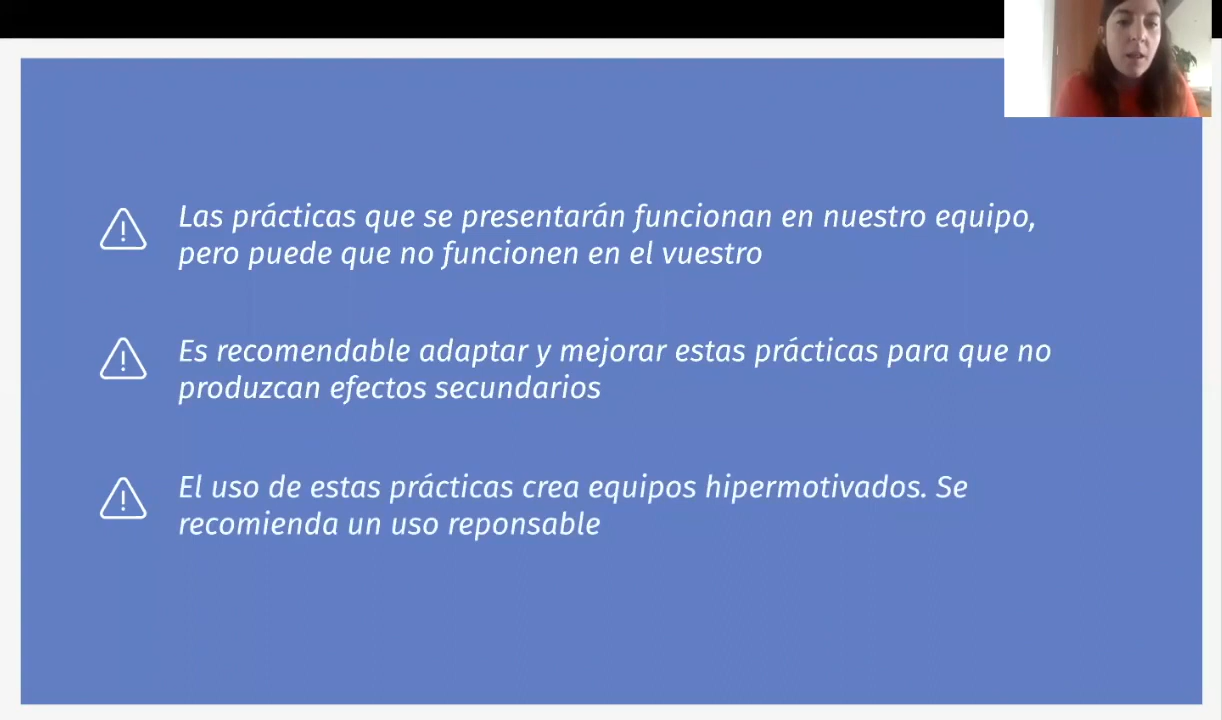 Las prácticas que se presentarán funcionan en nuestro equipo,
pero puede que no funcionen en el vuestro
Es recomendable adaptar y mejorar estas prácticas para que no
produzcan efectos secundarios
El uso de estas prácticas crea equipos hipermotivados. Se
recomienda un uso reponsable